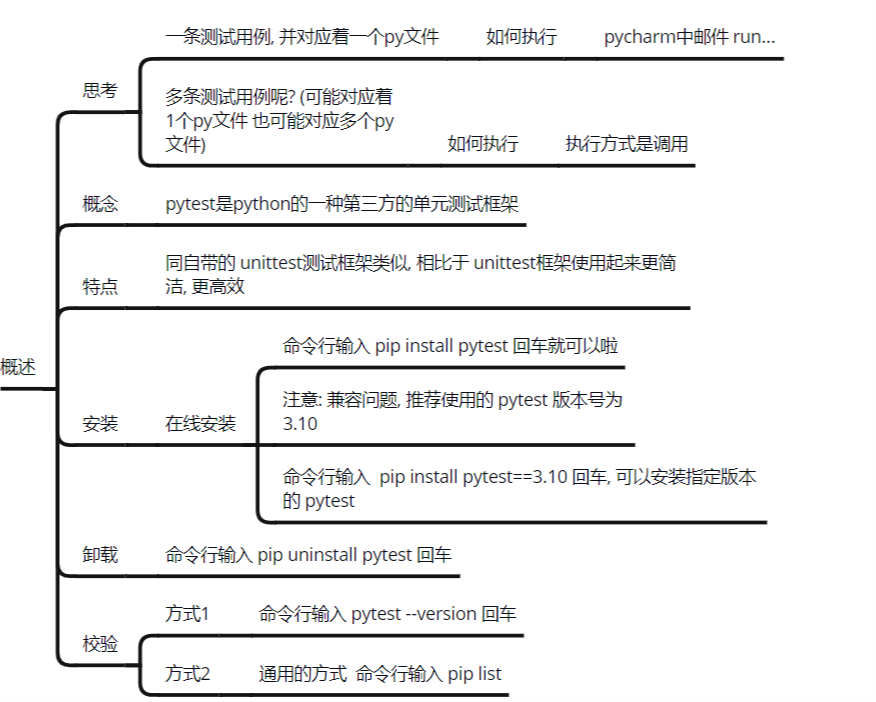 一条测试用例, 并对应着一个py文件 如何执行 pycharm中邮件 run...
思考
多条测试用例呢? (可能对应着
1个py文件 也可能对应多个py
文件) 如何执行 执行方式是调用
概念 pytest是python的一种第三方的单元测试框架
同自带的 unittest测试框架类似, 相比于 unittest框架使用起来更简
特点 洁, 更高效
命令行输入 pip install pytest 回车就可以啦
概述
注意: 兼容问题, 推荐使用的 pytest 版本号为
安装 在线安装 3.10
命令行输入 pip install pytest==3.10 回车, 可以安装指定版本
的 pytest
卸载 命令行输入 pip uninstall pytest 回车
方式1 命令行输入 pytest --version 回车
校验
方式2 通用的方式 命令行输入 pip list